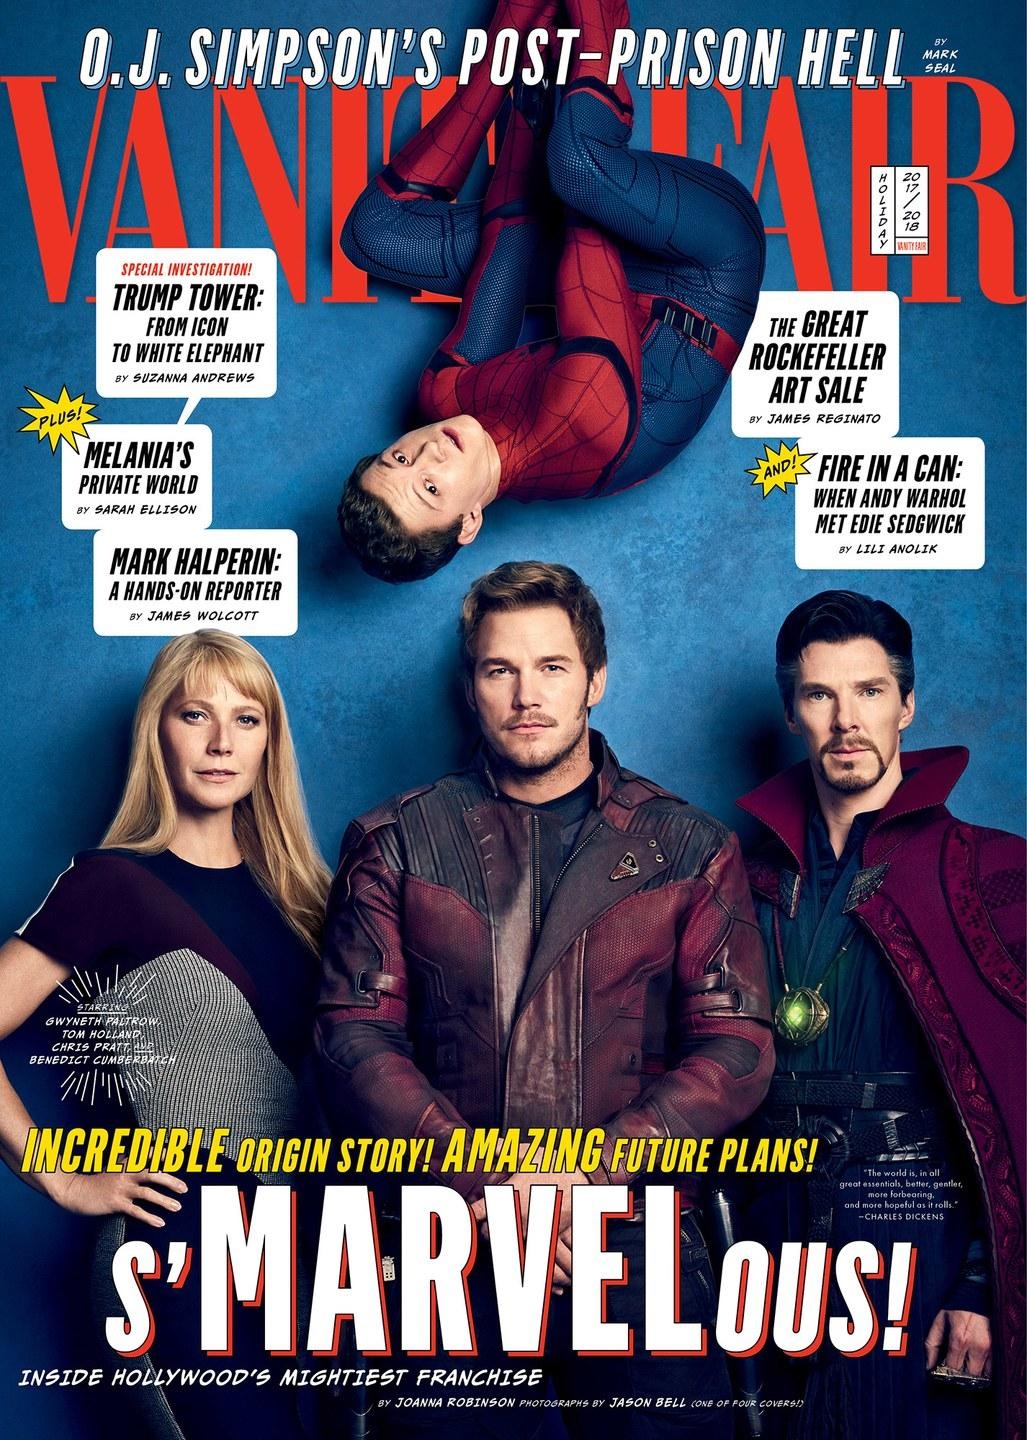 O.J. SIMPSON'S POST-PRISON HELL
BY
MARK
SEAL
VANITY FAIR
HOLIDAY
20
17/
20
18
VANITY FAIR
SPECIAL INVESTIGATION!
TRUMP TOWER:
FROM ICON
TO WHITE ELEPHANT
BY SUZANNA ANDREWS
PLUS!
MELANIA'S
PRIVATE WORLD
BY SARAH ELLISON
MARK HALPERIN:
A HANDS-ON REPORTER
BY JAMES WOLCOTT
THE GREAT
ROCKEFELLER
ART SALE
BY JAMES REGINATO
AND!
FIRE IN A CAN:
WHEN ANDY WARHOL
MET EDIE SEDGWICK
BY LILI ANOLIK
STARRING
GWYNETH PALTROW,
TOM HOLLAND,
CHRIS PRATT, AND
BENEDICT CUMBERBATCH
INCREDIBLE ORIGIN STORY! AMAZING FUTURE PLANS!
"The world is, in all
great essentials, better, gentler,
more forbearing,
and more hopeful as it rolls."
—CHARLES DICKENS
S'MARVELOUS!
INSIDE HOLLYWOOD'S MIGHTIEST FRANCHISE
BY JOANNA ROBINSON PHOTOGRAPHS BY JASON BELL (ONE OF FOUR COVERS!)